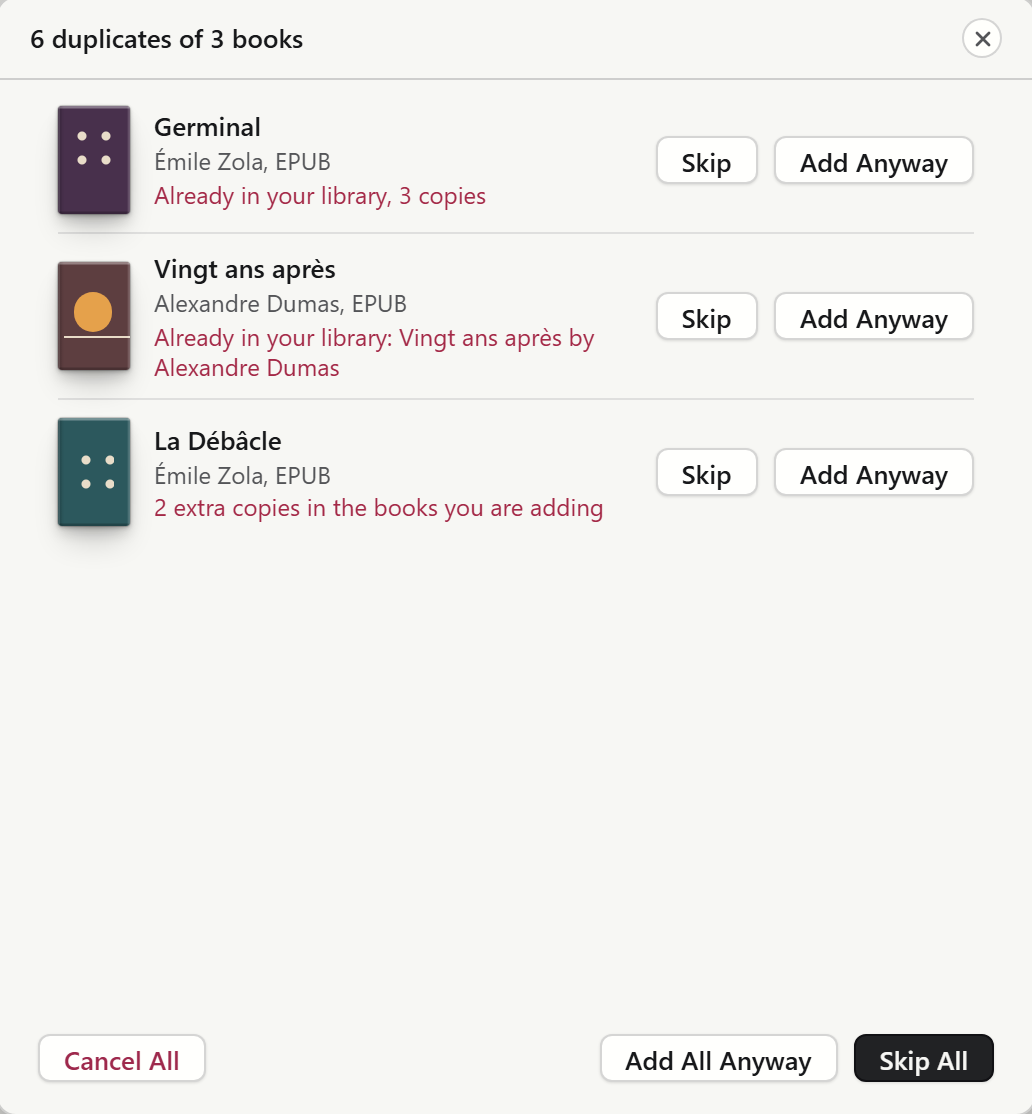 6 duplicates of 3 books
Germinal
Émile Zola, EPUB
Already in your library, 3 copies
Skip
Add Anyway
Vingt ans après
Alexandre Dumas, EPUB
Already in your library: Vingt ans après by
Alexandre Dumas
Skip
Add Anyway
La Débâcle
Émile Zola, EPUB
2 extra copies in the books you are adding
Skip
Add Anyway
Cancel All
Add All Anyway
Skip All